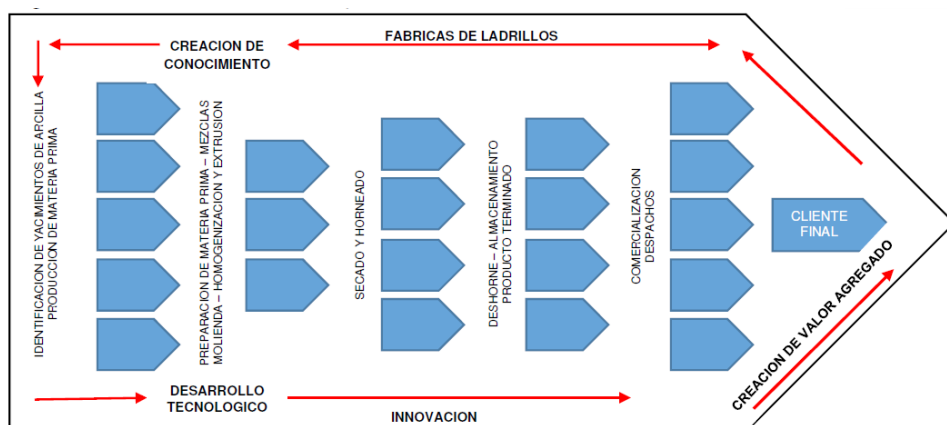 FABRICAS DE LADRILLOS
CREACION DE
CONOCIMIENTO
IDENTIFICACION DE YACIMIENTOS DE ARCILLA
PRODUCCION DE MATERIA PRIMA
PREPARACION DE MATERIA PRIMA – MEZCLAS
MOLIENDA – HOMOGENIZACION Y EXTRUSION
SECADO Y HORNEADO
DESHORNE – ALMACENAMIENTO
PRODUCTO TERMINADO
COMERCIALIZACION
DESPACHOS
CLIENTE
FINAL
CREACION DE VALOR AGREGADO
DESARROLLO
TECNOLOGICO
INNOVACION